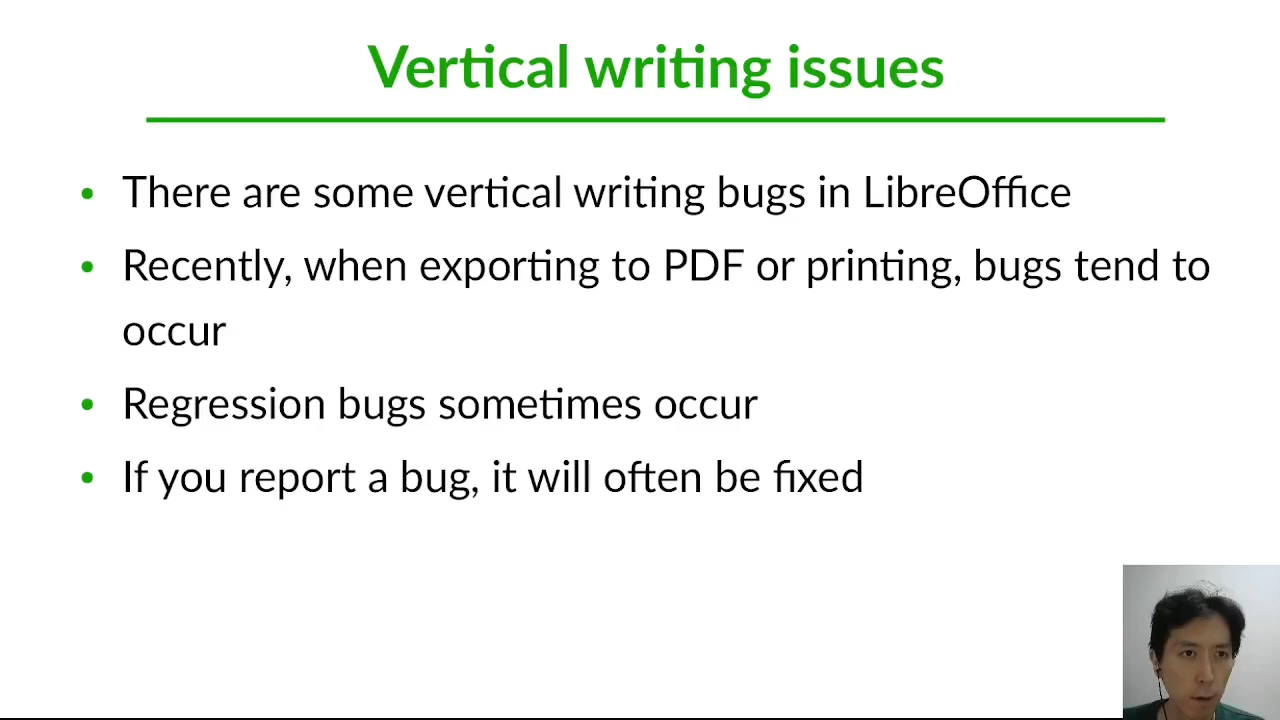 Vertical writing issues
• There are some vertical writing bugs in LibreOffice
• Recently, when exporting to PDF or printing, bugs tend to
occur
• Regression bugs sometimes occur
• If you report a bug, it will often be fixed